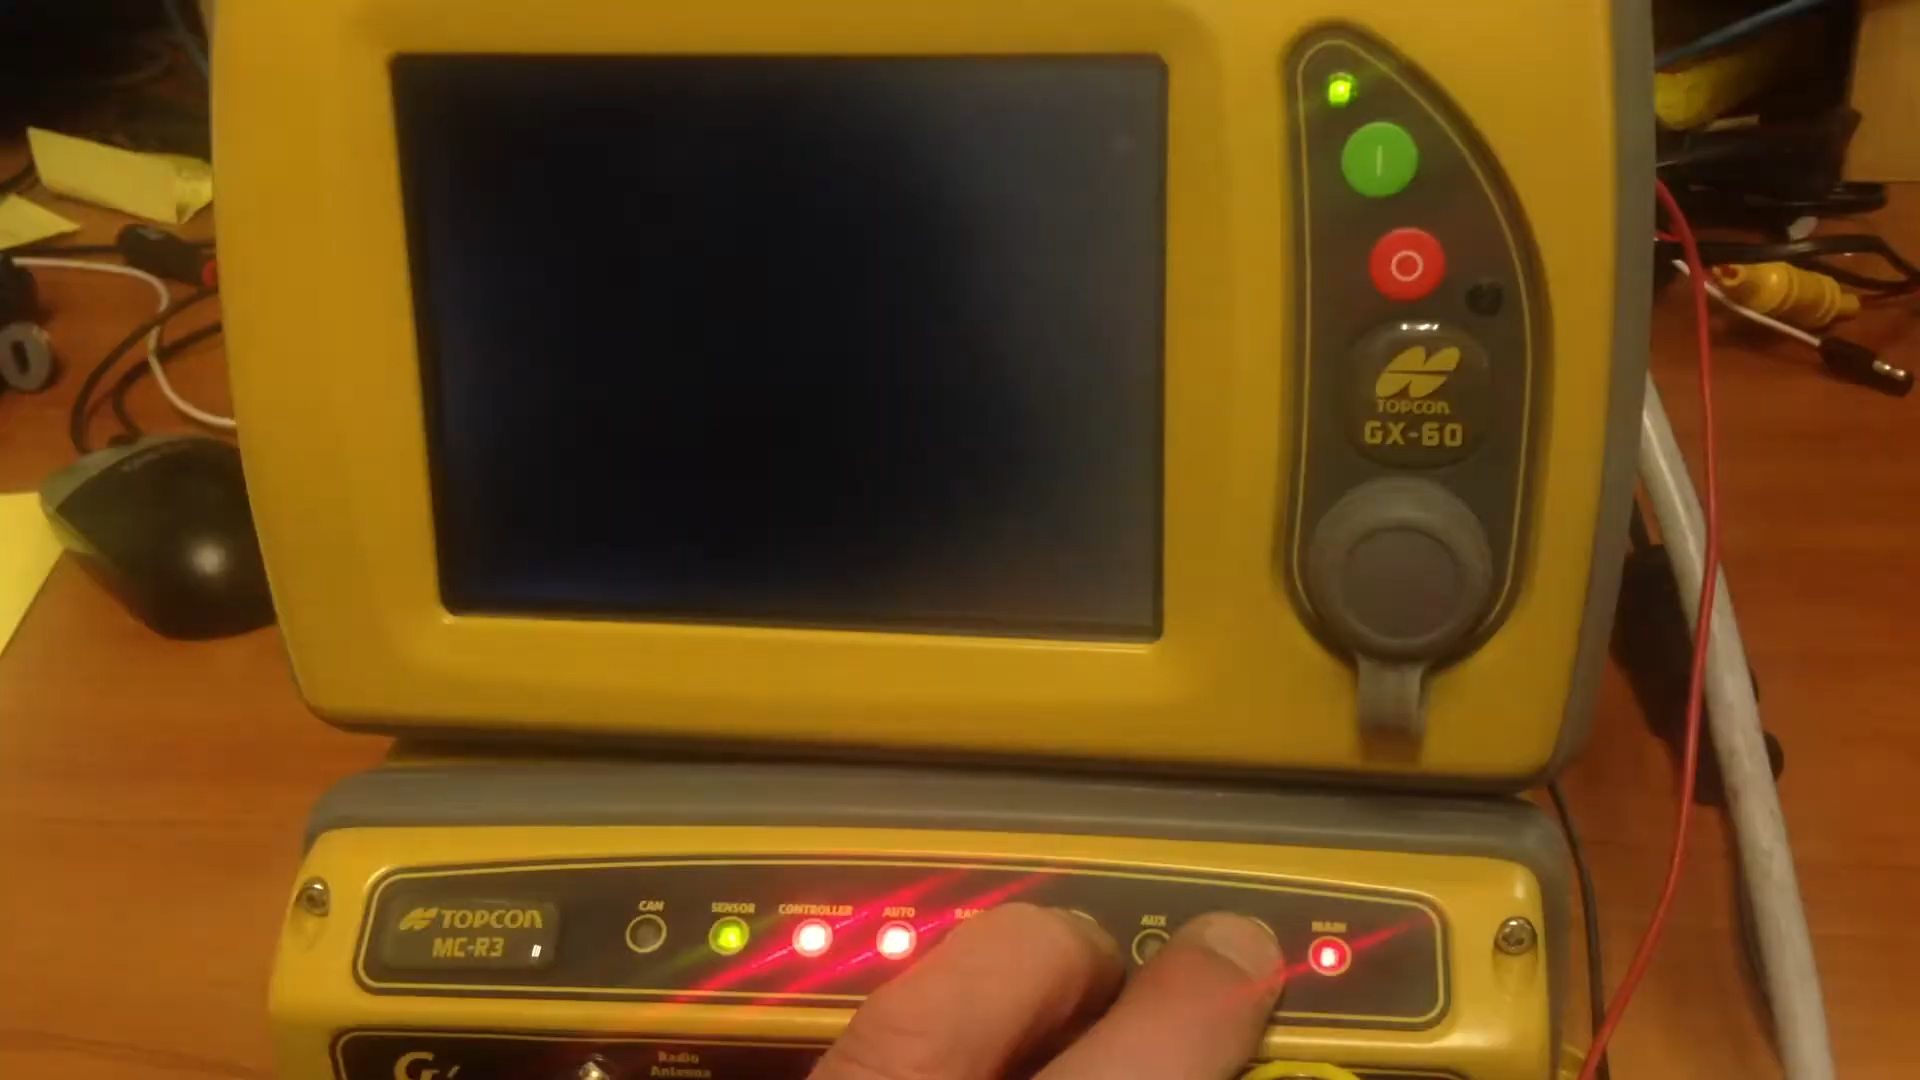 TOPCON
GX-60
TOPCON
MC-R3
CAN
SENSOR
CONTROLLER
AUTO
AUX
MAIN
Radio
Antenna